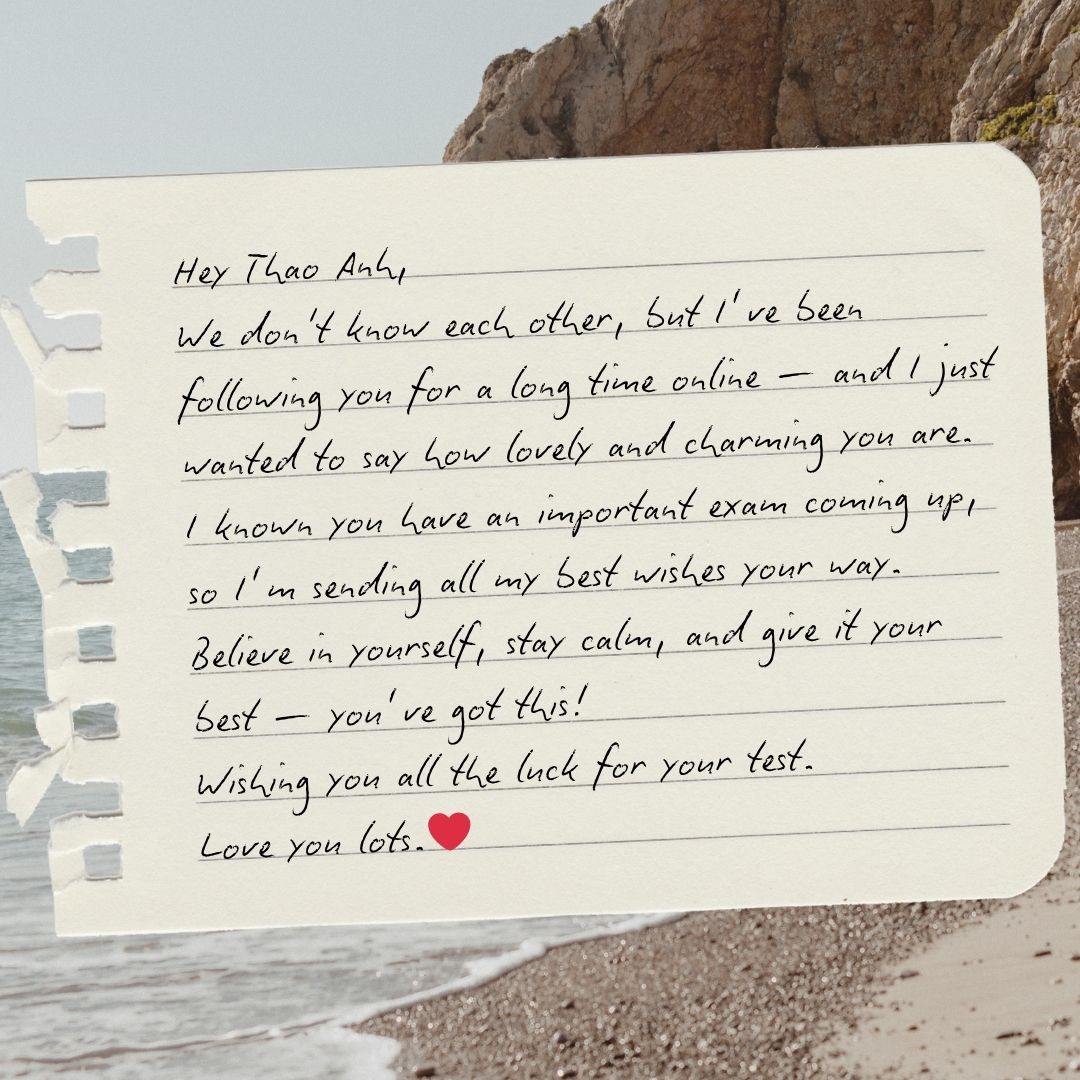 Hey Thao Anh,
We don't know each other, but I've been
following you for a long time online — and I just
wanted to say how lovely and charming you are.
I known you have an important exam coming up,
so I'm sending all my best wishes your way.
Believe in yourself, stay calm, and give it your
best — you've got this!
Wishing you all the luck for your test.
Love you lots.❤️